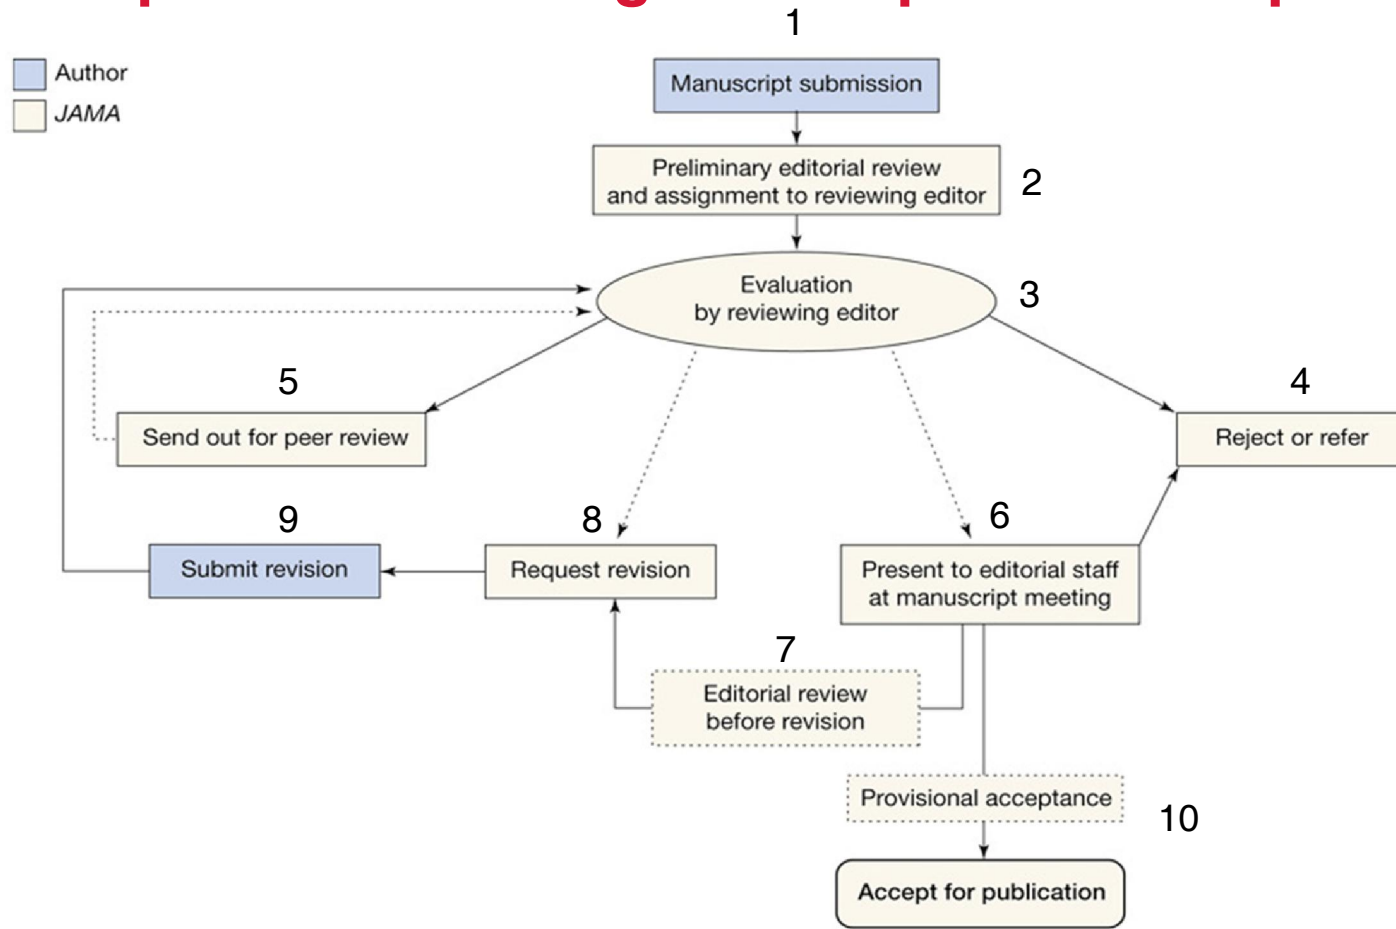 1
Author
JAMA
Manuscript submission
Preliminary editorial review
and assignment to reviewing editor
2
Evaluation
by reviewing editor
3
5
4
Send out for peer review
Reject or refer
9
8
6
Submit revision
Request revision
Present to editorial staff
at manuscript meeting
7
Editorial review
before revision
Provisional acceptance
10
Accept for publication